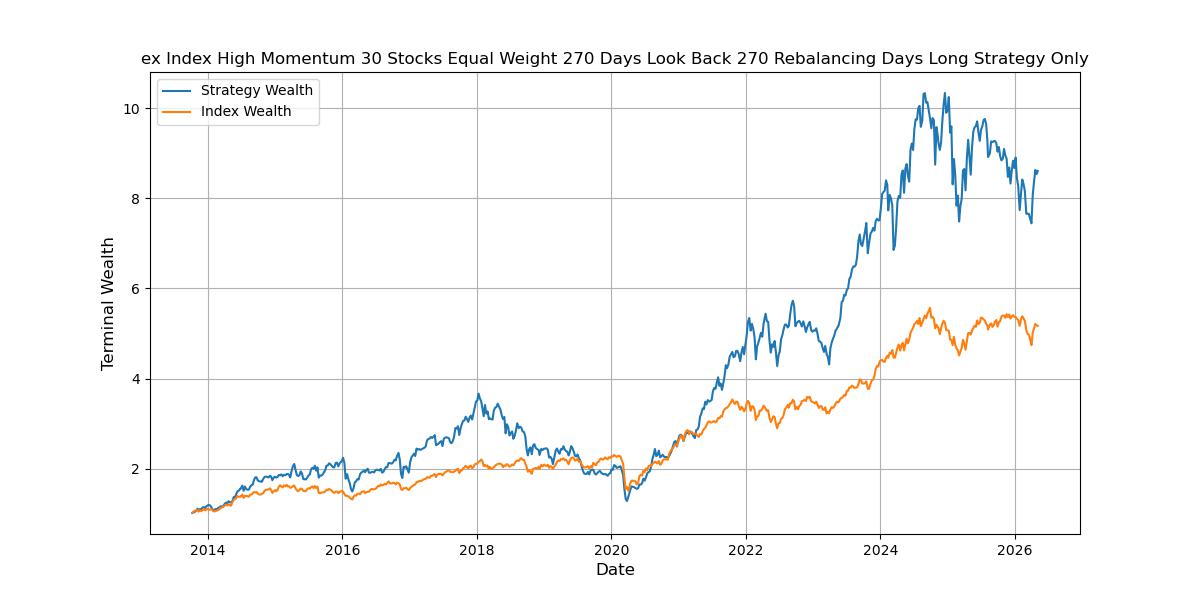 ex Index High Momentum 30 Stocks Equal Weight 270 Days Look Back 270 Rebalancing Days Long Strategy Only
Strategy Wealth
Index Wealth
Terminal Wealth
10
8
6
4
2
2014 2016 2018 2020 2022 2024 2026
Date